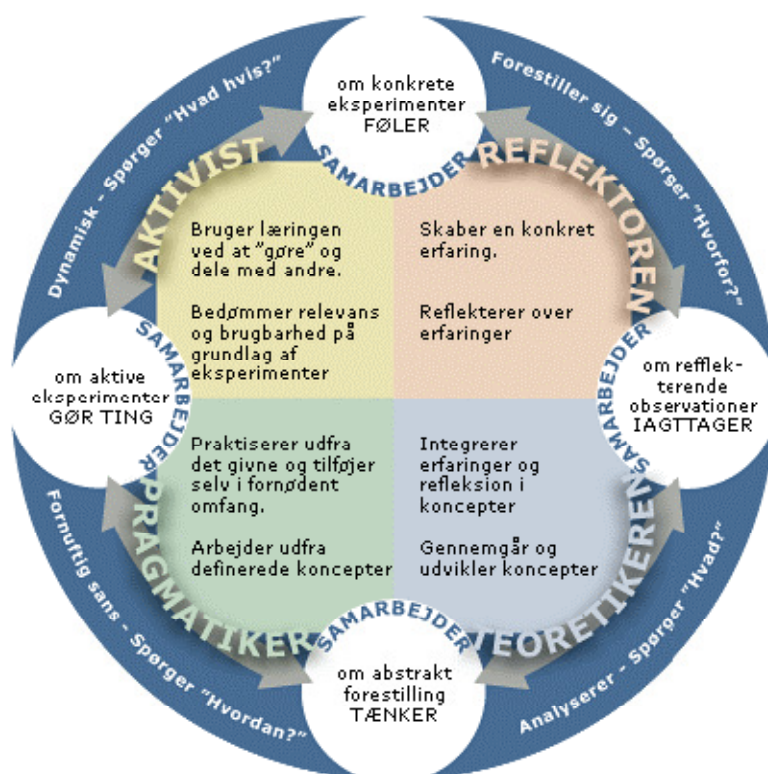 Dynamisk - Spørger "Hvad hvis?"
om konkrete
eksperimenter
FØLER
SAMARBEJDER
Forestiller sig – Spørger "Hvorfor?"
AKTIVIST
REFLEKTOREN
Bruger læringen
ved at "gøre" og
dele med andre.
Bedømmer relevans
og brugbarhed på
grundlag af
eksperimenter
Skaber en konkret
erfaring.
Reflekterer over
erfaringer
om aktive
eksperimenter
GØR TING
SAMARBEJDER
SAMARBEJDER
om refflek-
terende
observationer
IAGTTAGER
Praktiserer udfra
det givne og tilføjer
selv i fornødent
omfang.
Arbejder udfra
definerede koncepter
Integrerer
erfaringer og
refleksion i
koncepter
Gennemgår og
udvikler koncepter
PRAGMATIKER
TEORETIKEREN
SAMARBEJDER
om abstrakt
forestilling
TÆNKER
Fornuftig sans - Spørger "Hvordan?"
Analyserer - Spørger "Hvad?"